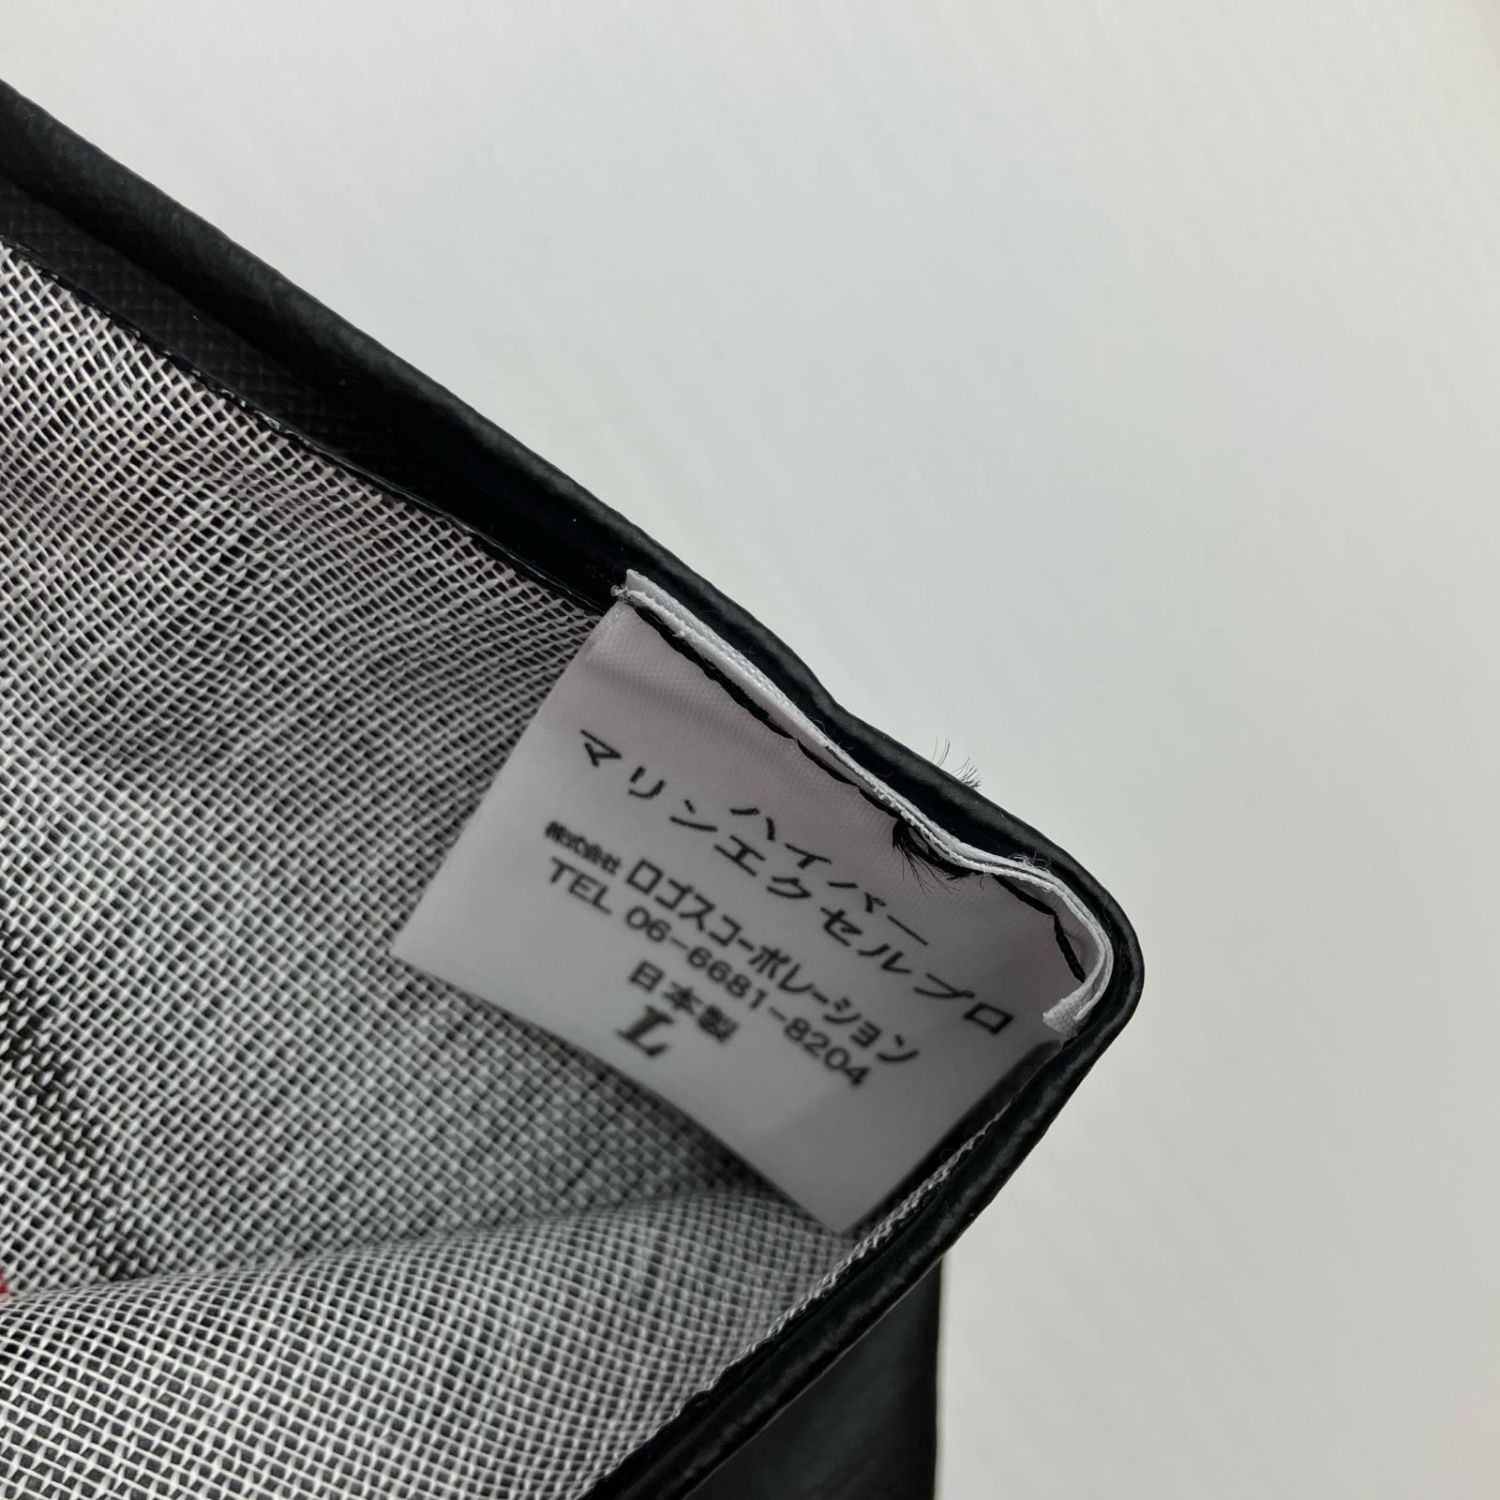 ハイパー
マリンエクセルプロ
株式会社 ロゴスコーポレーション
TEL 06-6681-8204
日本製
L